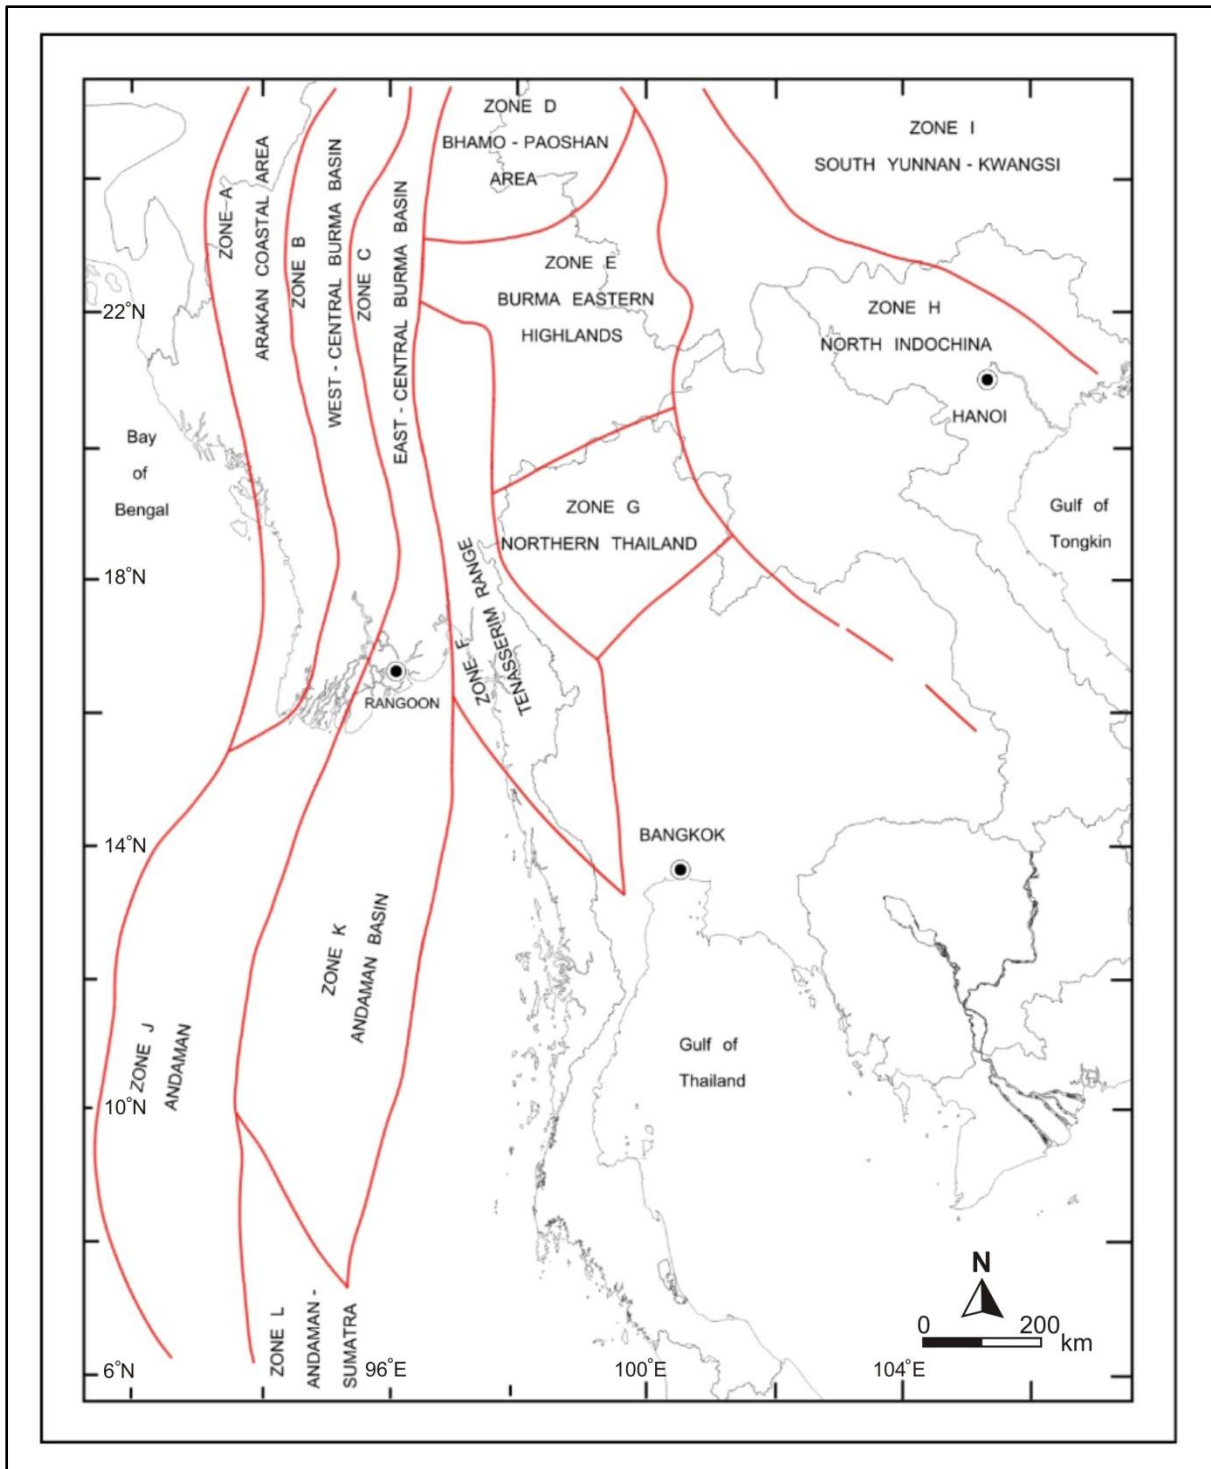 ZONE D
BHAMO - PAOSHAN
AREA
ZONE I
SOUTH YUNNAN - KWANGSI
ZONE-A
ARAKAN COASTAL AREA
ZONE B
WEST - CENTRAL BURMA BASIN
ZONE C
EAST - CENTRAL BURMA BASIN
ZONE E
BURMA EASTERN
HIGHLANDS
22°N
ZONE H
NORTH INDOCHINA
HANOI
Bay
of
Bengal
ZONE G
NORTHERN THAILAND
Gulf of
Tongkin
18°N
ZONE F
TENASSERIM RANGE
RANGOON
14°N
BANGKOK
ZONE K
ANDAMAN BASIN
ZONE J
ANDAMAN
Gulf of
Thailand
10°N
N
0 200 km
ZONE L
ANDAMAN -
SUMATRA
6°N
96°E
100°E
104°E